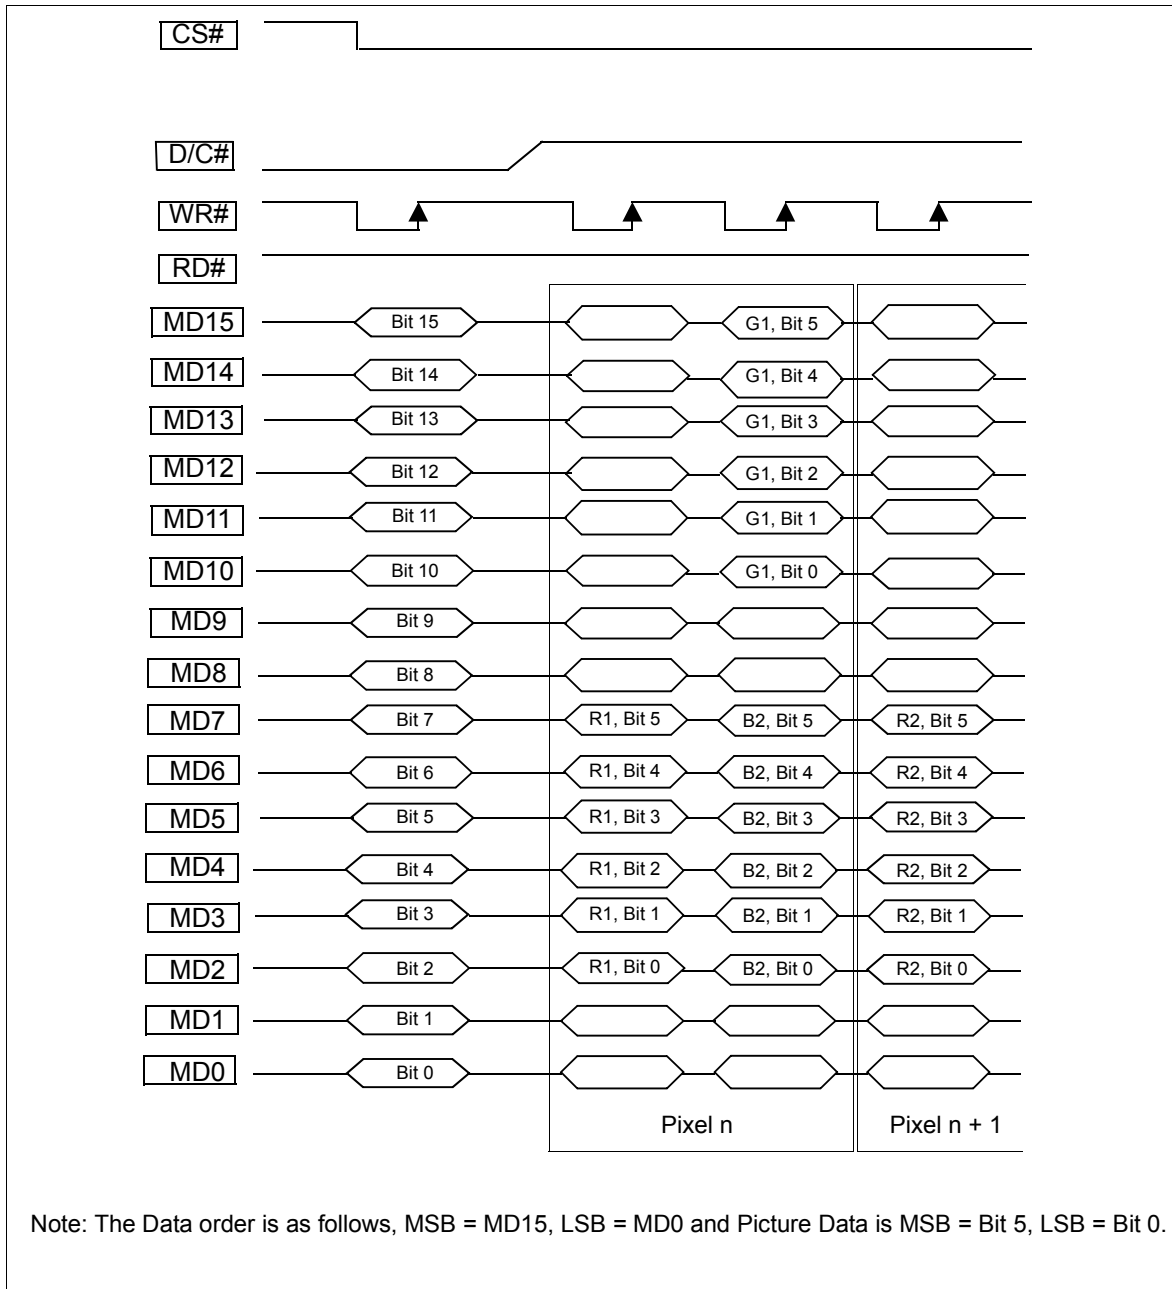 CS#
D/C#
WR#
RD#
MD15 Bit 15 G1, Bit 5
MD14 Bit 14 G1, Bit 4
MD13 Bit 13 G1, Bit 3
MD12 Bit 12 G1, Bit 2
MD11 Bit 11 G1, Bit 1
MD10 Bit 10 G1, Bit 0
MD9 Bit 9
MD8 Bit 8
MD7 Bit 7 R1, Bit 5 B2, Bit 5 R2, Bit 5
MD6 Bit 6 R1, Bit 4 B2, Bit 4 R2, Bit 4
MD5 Bit 5 R1, Bit 3 B2, Bit 3 R2, Bit 3
MD4 Bit 4 R1, Bit 2 B2, Bit 2 R2, Bit 2
MD3 Bit 3 R1, Bit 1 B2, Bit 1 R2, Bit 1
MD2 Bit 2 R1, Bit 0 B2, Bit 0 R2, Bit 0
MD1 Bit 1
MD0 Bit 0
Pixel n Pixel n + 1
Note: The Data order is as follows, MSB = MD15, LSB = MD0 and Picture Data is MSB = Bit 5, LSB = Bit 0.